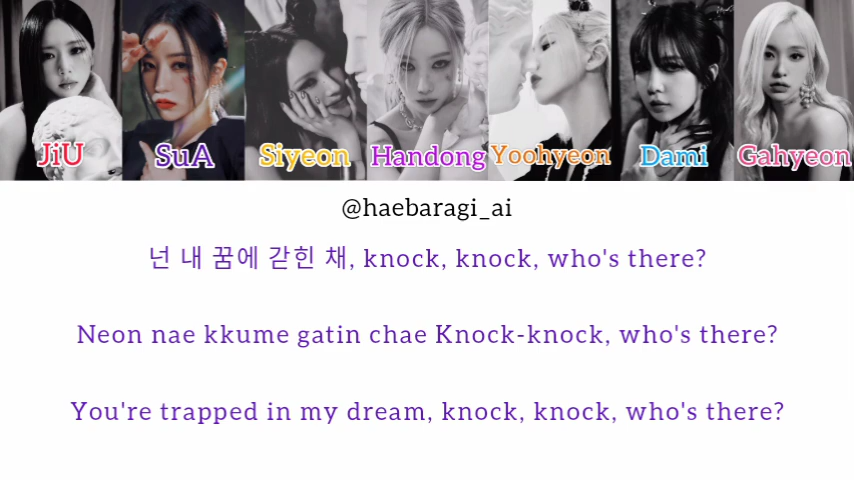 JiU SuA Siyeon Handong Yoohyeon Dami Gahyeon
@haebaragi_ai
넌 내 꿈에 갇힌 채, knock, knock, who's there?
Neon nae kkume gatin chae Knock-knock, who's there?
You're trapped in my dream, knock, knock, who's there?